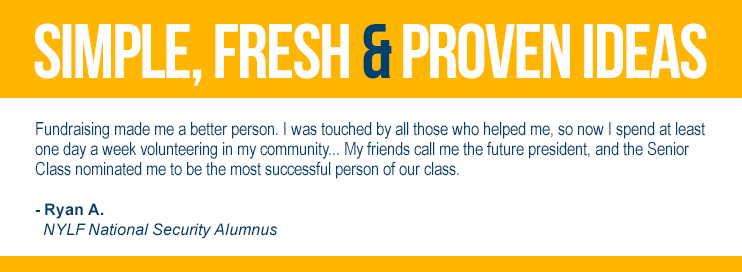 SIMPLE, FRESH & PROVEN IDEAS
Fundraising made me a better person. I was touched by all those who helped me, so now I spend at least
one day a week volunteering in my community... My friends call me the future president, and the Senior
Class nominated me to be the most successful person of our class.
- Ryan A.
NYLF National Security Alumnus